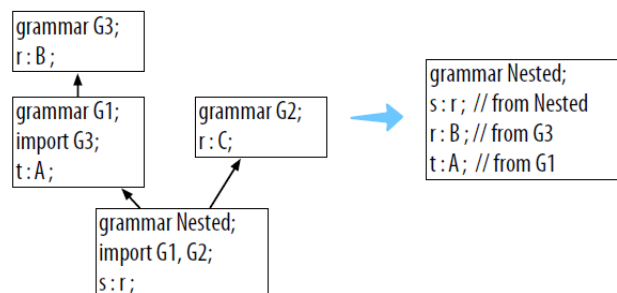 grammar G3;
r : B ;
grammar G1;
import G3;
t : A ;
grammar G2;
r : C;
grammar Nested;
import G1, G2;
s : r ;
grammar Nested;
s : r ; // from Nested
r : B ; // from G3
t : A ; // from G1